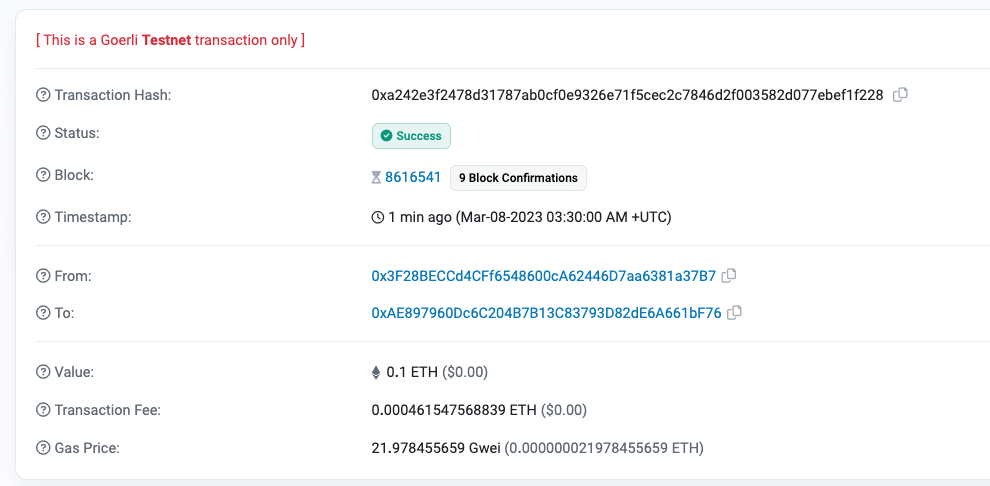 [ This is a Goerli Testnet transaction only ]
Transaction Hash: 0xa242e3f2478d31787ab0cf0e9326e71f5cec2c7846d2f003582d077ebef1f228
Status: Success
Block: 8616541 9 Block Confirmations
Timestamp: 1 min ago (Mar-08-2023 03:30:00 AM +UTC)
From: 0x3F28BECCd4CFf6548600cA62446D7aa6381a37B7
To: 0xAE897960Dc6C204B7B13C83793D82dE6A661bF76
Value: 0.1 ETH ($0.00)
Transaction Fee: 0.000461547568839 ETH ($0.00)
Gas Price: 21.978455659 Gwei (0.000000021978455659 ETH)